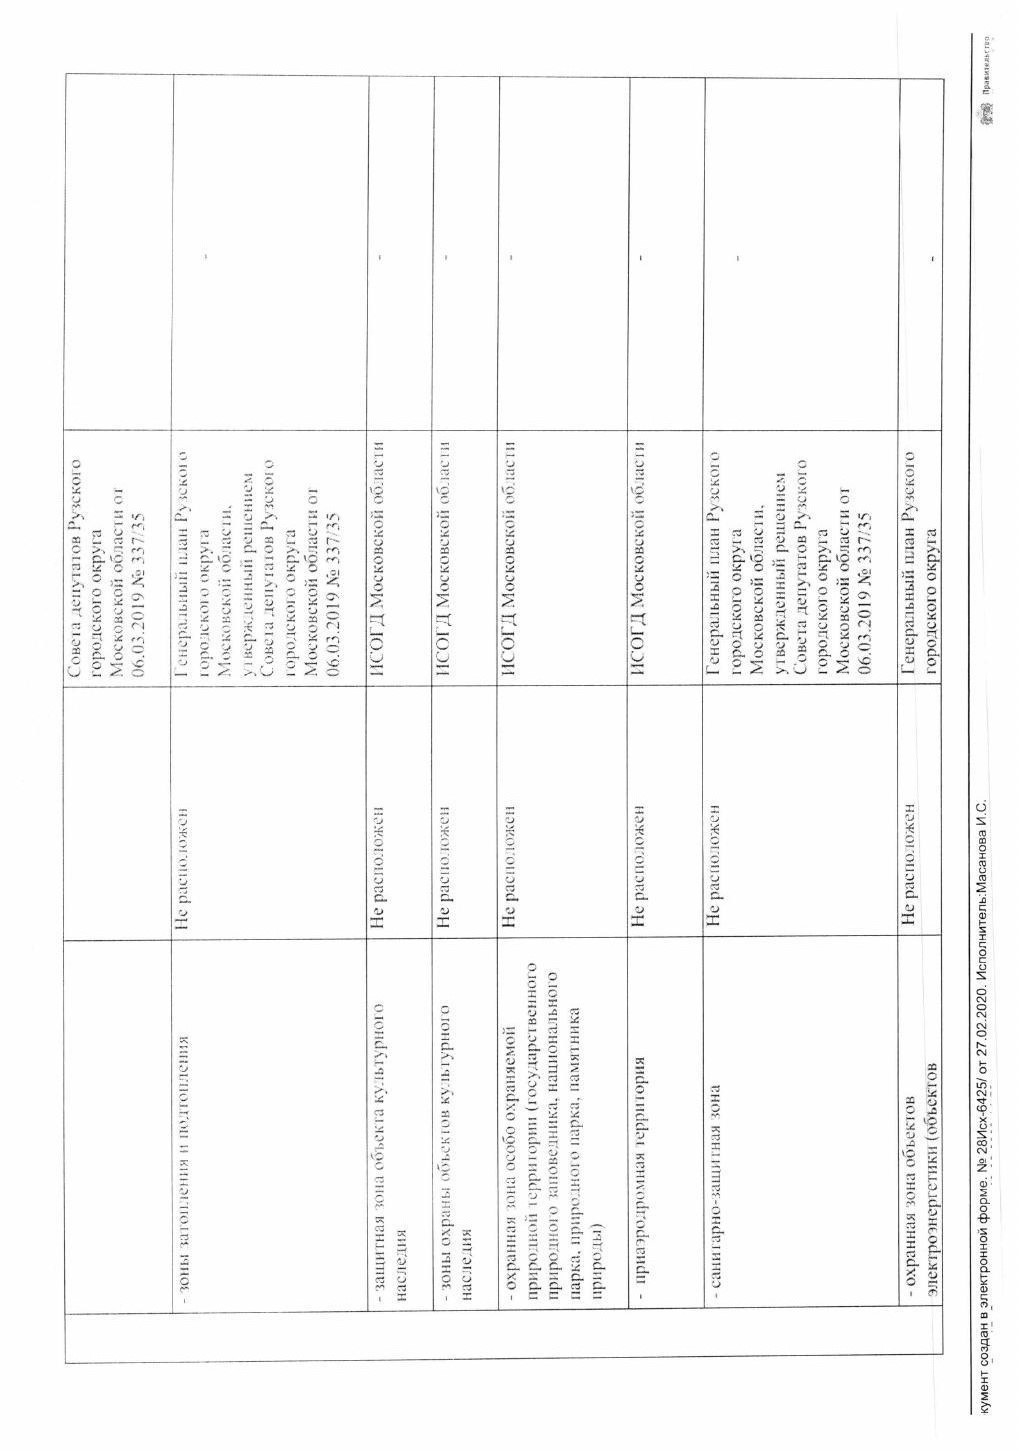 Совета депутатов Рузского
городского округа
Московской области от
06.03.2019 № 337/35
- зоны затопления и подтопления
Не расположен
Генеральный план Рузского
городского округа
Московской области,
утвержденный решением
Совета депутатов Рузского
городского округа
Московской области от
06.03.2019 № 337/35
-
- защитная зона объекта культурного
наследия
Не расположен
ИСОГД Московской области
-
- зоны охраны объектов культурного
наследия
Не расположен
ИСОГД Московской области
-
- охранная зона особо охраняемой
природной территории (государственного
природного заповедника, национального
парка, природного парка, памятника
природы)
Не расположен
ИСОГД Московской области
-
- приаэродромная территория
Не расположен
ИСОГД Московской области
-
- санитарно-защитная зона
Не расположен
Генеральный план Рузского
городского округа
Московской области,
утвержденный решением
Совета депутатов Рузского
городского округа
Московской области от
06.03.2019 № 337/35
-
- охранная зона объектов
электроэнергетики (объектов
Не расположен
Генеральный план Рузского
городского округа
-
кумент создан в электронной форме. № 28Исх-6425/ от 27.02.2020. Исполнитель:Масанова И.С.
Правительство